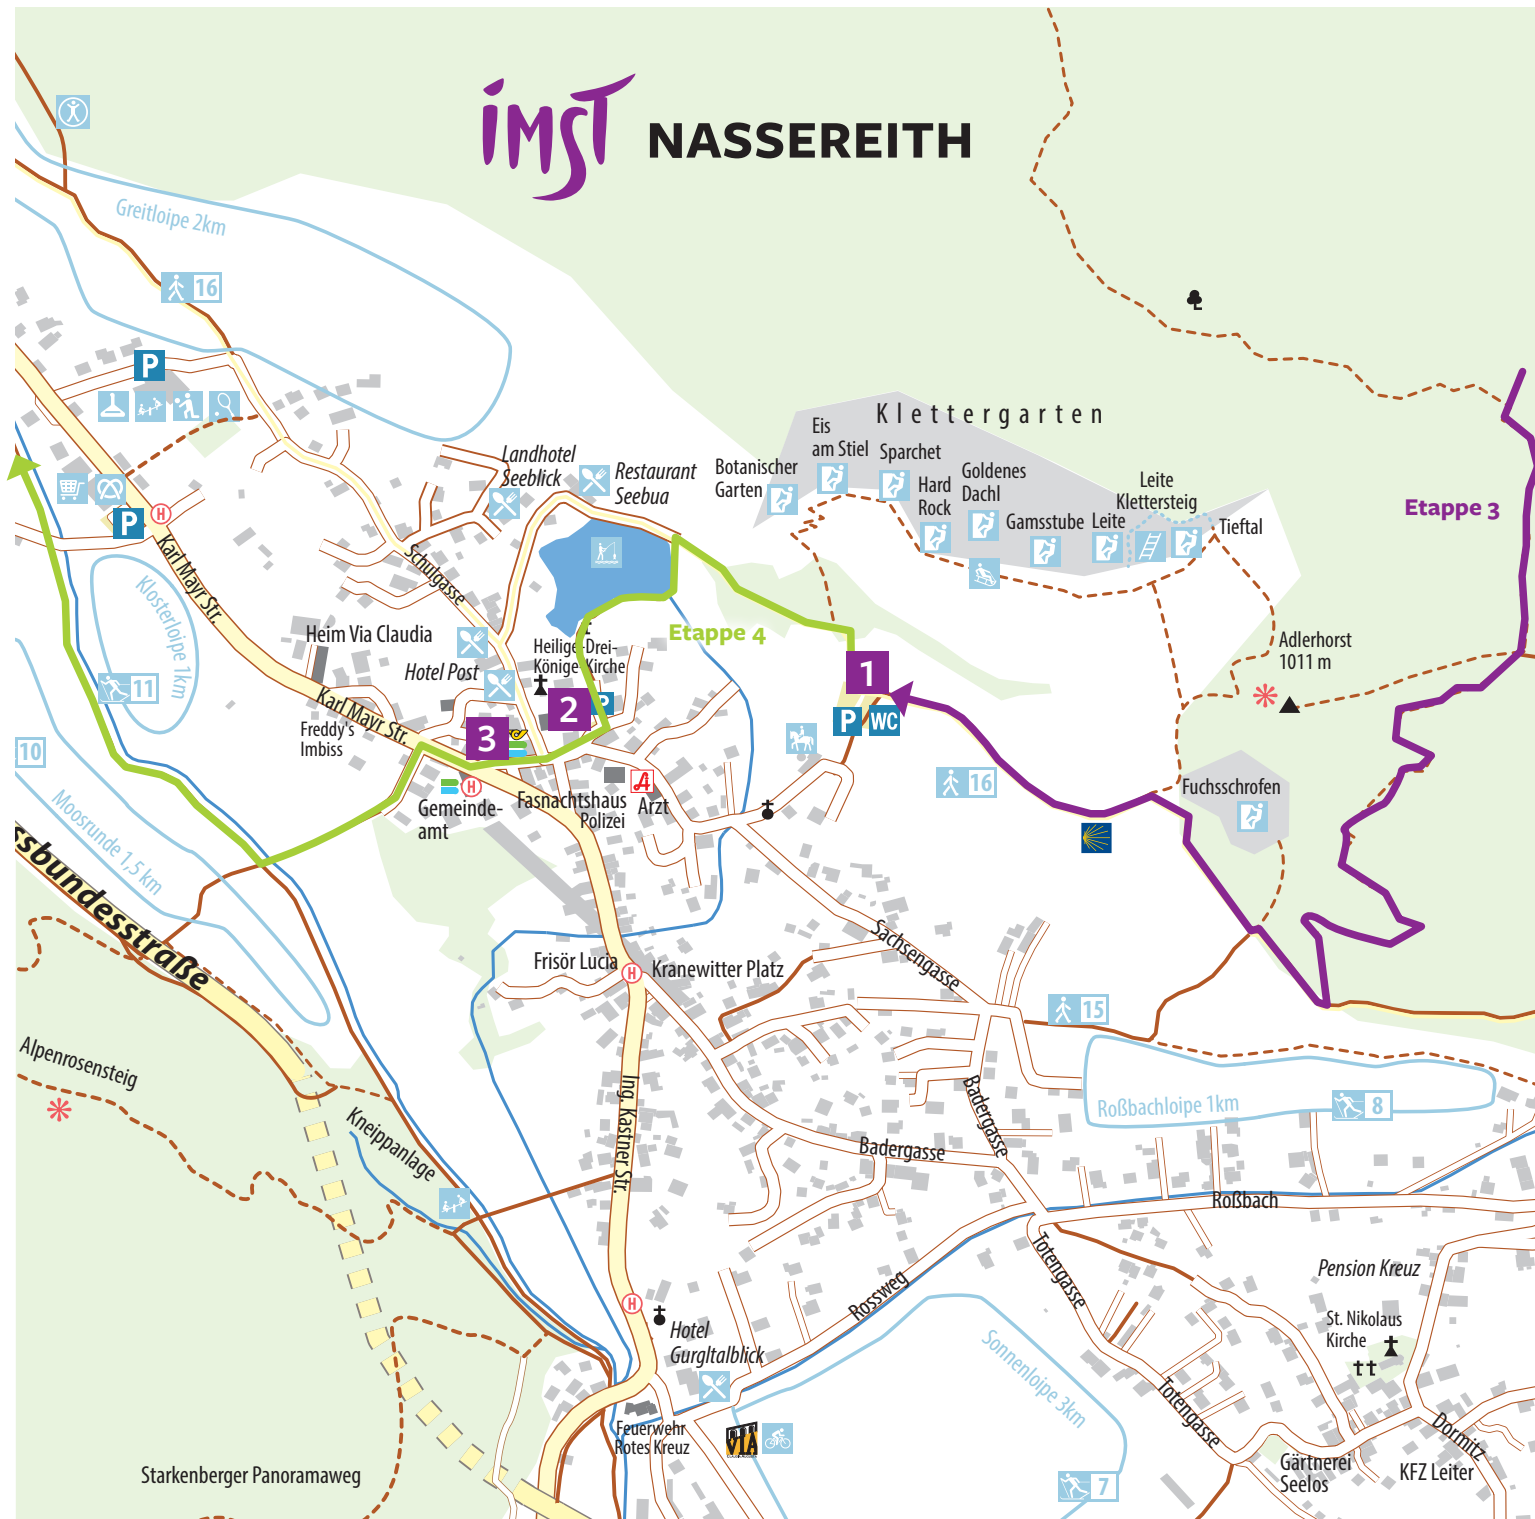 imst NASSEREITH
Greitloipe 2km
16
P
Klettergarten
Eis
am Stiel
Sparchet
Botanischer
Garten
Hard
Rock
Goldenes
Dachl
Gamsstube
Leite
Leite
Klettersteig
Tieftal
Etappe 3
Landhotel
Seeblick
Restaurant
Seebua
P
H
Karl Mayr Str.
Schulgasse
Klosterloipe 1km
Heim Via Claudia
Hotel Post
Heilige-Drei-
Könige-Kirche
Etappe 4
1
Adlerhorst
1011 m
11
Karl Mayr Str.
Freddy's
Imbiss
2
P
3
P
WC
10
16
Moosrunde 1,5 km
H
Gemeinde-
amt
Fasnachtshaus
Polizei
Arzt
Fuchsschrofen
ssbundesstraße
Sachsengasse
Frisör Lucia
H
Kranewitter Platz
15
Alpenrosensteig
Kneippanlage
Ing. Kastner Str.
Badergasse
Badergasse
Roßbachloipe 1km
8
Roßbach
Totengasse
Pension Kreuz
St. Nikolaus
Kirche
Rossweg
H
Hotel
Gurgltalblick
Sonnenloipe 3km
Totengasse
Feuerwehr
Rotes Kreuz
VIA
Dormitz
Gärtnerei
Seelos
KFZ Leiter
7
Starkenberger Panoramaweg